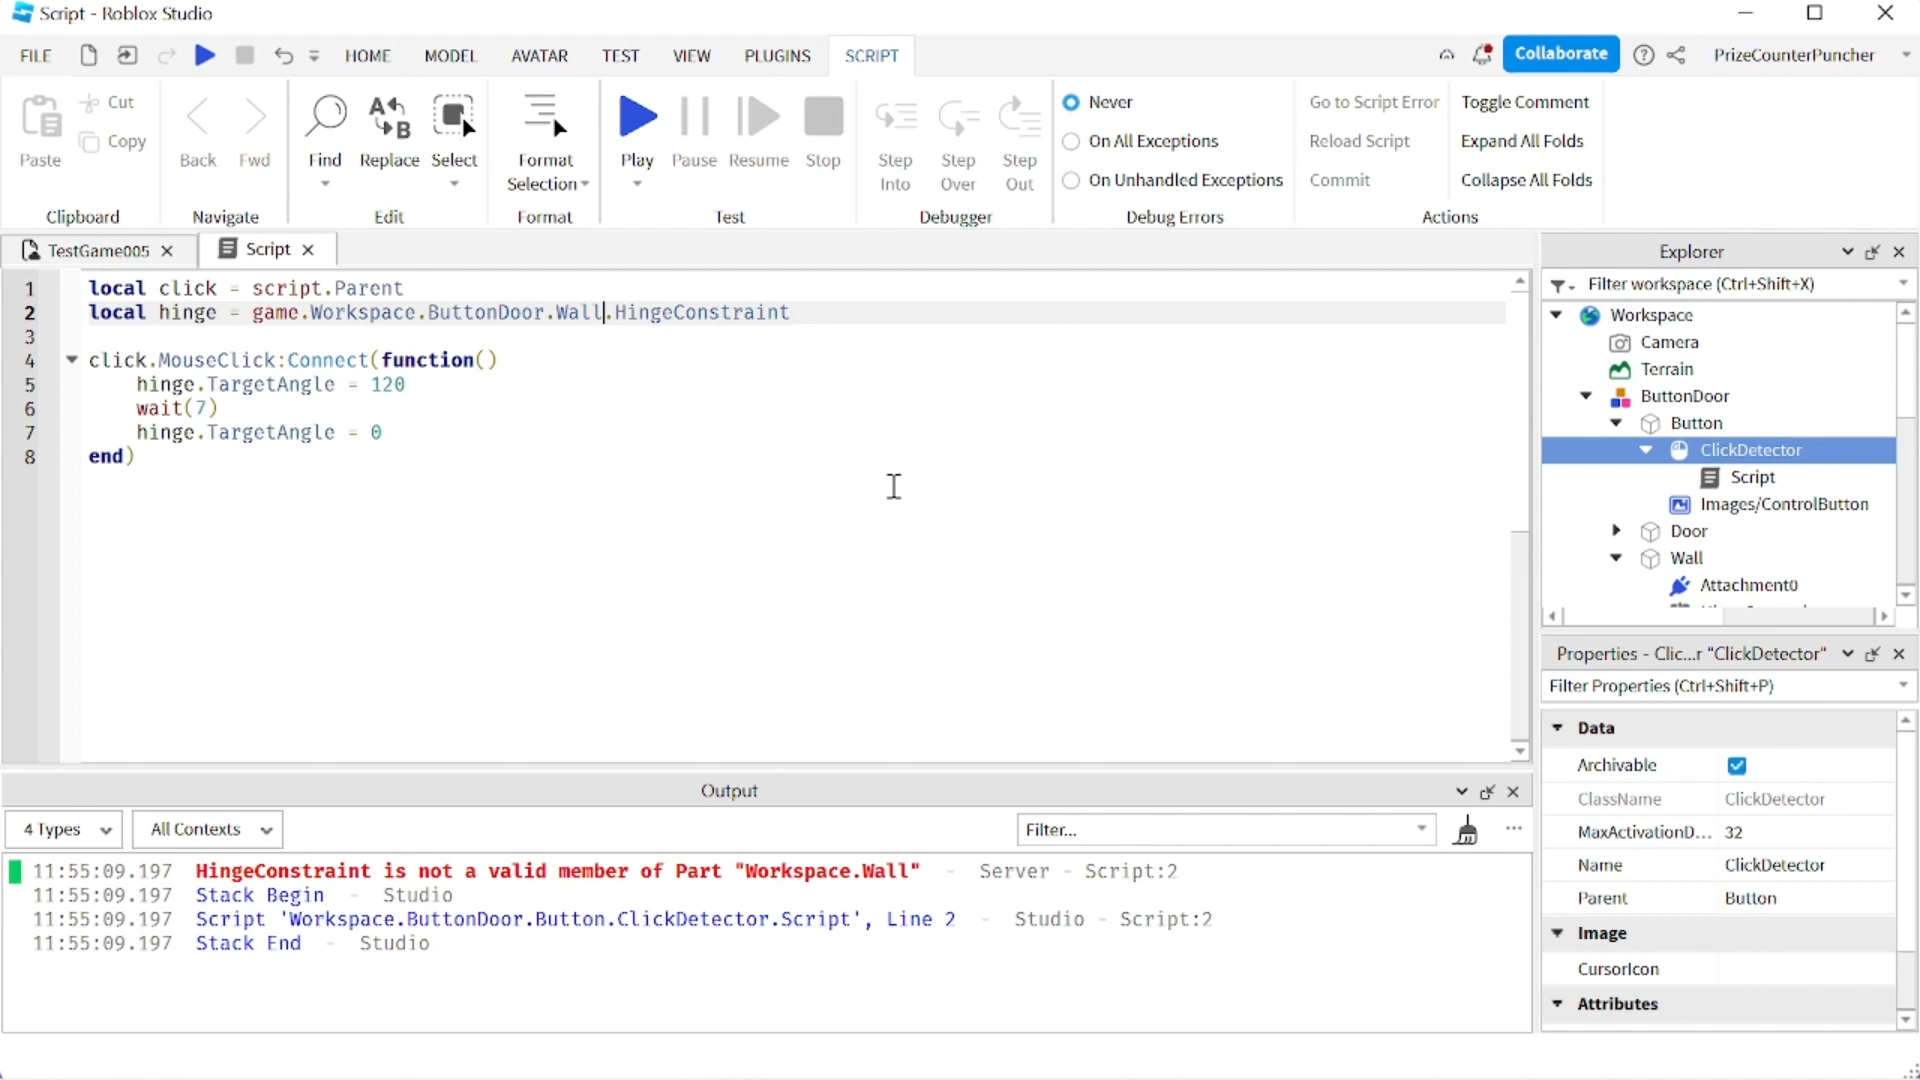 Script - Roblox Studio
FILE HOME MODEL AVATAR TEST VIEW PLUGINS SCRIPT Collaborate PrizeCounterPuncher
Paste Cut Copy
Clipboard
Back Fwd
Navigate
Find Replace Select
Edit
Format Selection
Format
Play Pause Resume Stop
Test
Step Into Step Over Step Out
Debugger
Never
On All Exceptions
On Unhandled Exceptions
Debug Errors
Go to Script Error Toggle Comment
Reload Script Expand All Folds
Commit Collapse All Folds
Actions
TestGame005 Script
1 local click = script.Parent
2 local hinge = game.Workspace.ButtonDoor.Wall.HingeConstraint
3
4 click.MouseClick:Connect(function()
5 hinge.TargetAngle = 120
6 wait(7)
7 hinge.TargetAngle = 0
8 end)
Explorer
Filter workspace (Ctrl+Shift+X)
Workspace
Camera
Terrain
ButtonDoor
Button
ClickDetector
Script
Images/ControlButton
Door
Wall
Attachment0
Properties - Clic...r "ClickDetector"
Filter Properties (Ctrl+Shift+P)
Data
Archivable
ClassName ClickDetector
MaxActivationD... 32
Name ClickDetector
Parent Button
Image
CursorIcon
Attributes
Output
4 Types All Contexts Filter... ...
11:55:09.197 HingeConstraint is not a valid member of Part "Workspace.Wall" - Server - Script:2
11:55:09.197 Stack Begin - Studio
11:55:09.197 Script 'Workspace.ButtonDoor.Button.ClickDetector.Script', Line 2 - Studio - Script:2
11:55:09.197 Stack End - Studio